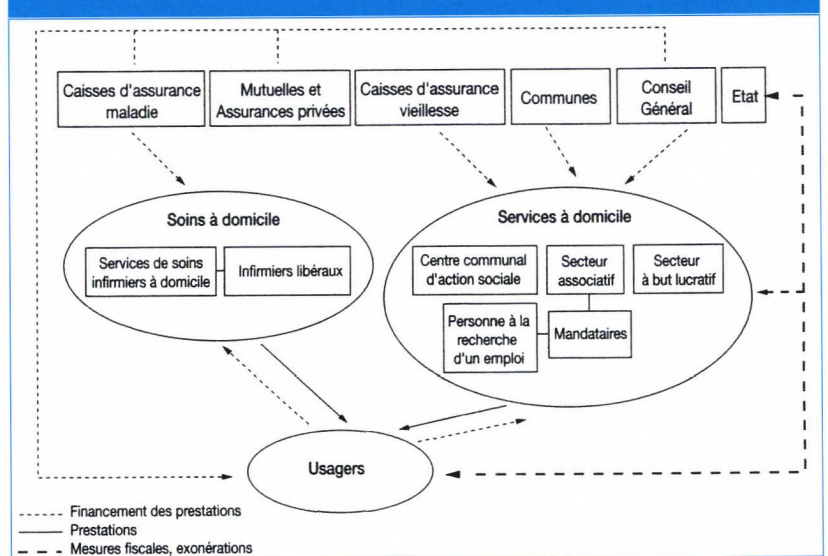 Caisses d'assurance
maladie
Mutuelles et
Assurances privées
Caisses d'assurance
vieillesse
Communes
Conseil
Général
Etat
Soins à domicile
Services de soins
infirmiers à domicile
Infirmiers libéraux
Services à domicile
Centre communal
d'action sociale
Secteur
associatif
Secteur
à but lucratif
Personne à la
recherche
d'un emploi
Mandataires
Usagers
Financement des prestations
Prestations
Mesures fiscales, exonérations